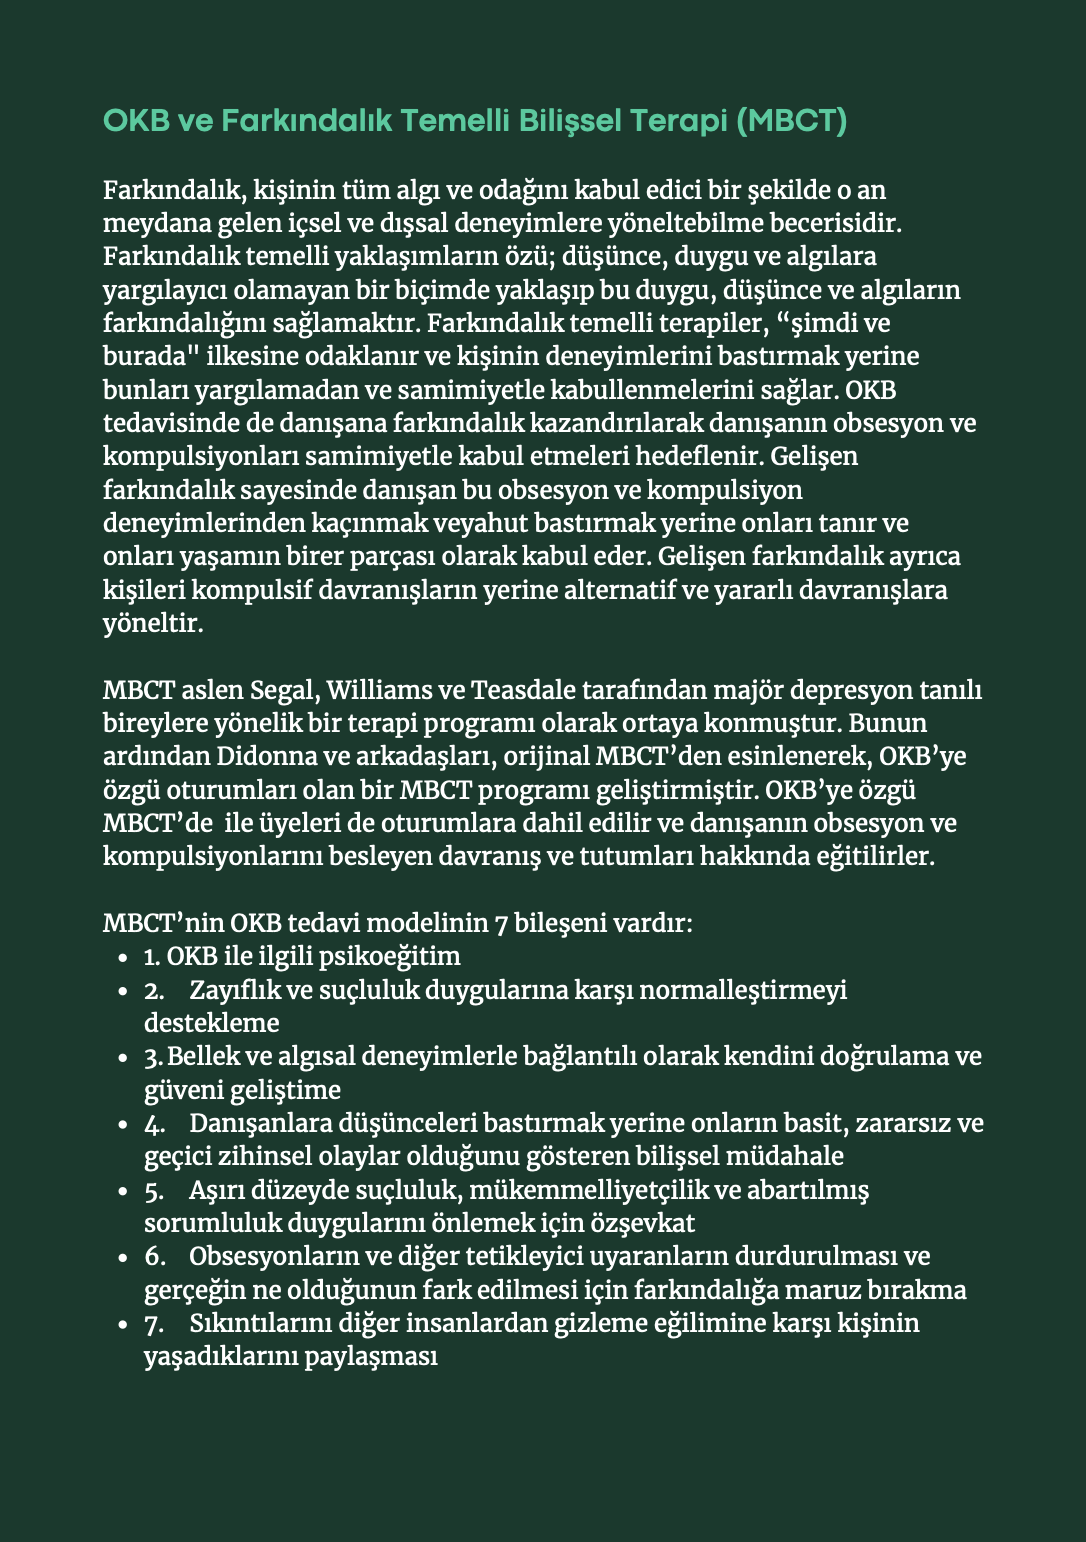 OKB ve Farkındalık Temelli Bilişsel Terapi (MBCT)
Farkındalık, kişinin tüm algı ve odağını kabul edici bir şekilde o an
meydana gelen içsel ve dışsal deneyimlere yöneltebilme becerisidir.
Farkındalık temelli yaklaşımların özü; düşünce, duygu ve algılara
yargılayıcı olamayan bir biçimde yaklaşıp bu duygu, düşünce ve algıların
farkındalığını sağlamaktır. Farkındalık temelli terapiler, “şimdi ve
burada" ilkesine odaklanır ve kişinin deneyimlerini bastırmak yerine
bunları yargılamadan ve samimiyetle kabullenmelerini sağlar. OKB
tedavisinde de danışana farkındalık kazandırılarak danışanın obsesyon ve
kompulsiyonları samimiyetle kabul etmeleri hedeflenir. Gelişen
farkındalık sayesinde danışan bu obsesyon ve kompulsiyon
deneyimlerinden kaçınmak veyahut bastırmak yerine onları tanır ve
onları yaşamın birer parçası olarak kabul eder. Gelişen farkındalık ayrıca
kişileri kompulsif davranışların yerine alternatif ve yararlı davranışlara
yöneltir.
MBCT aslen Segal, Williams ve Teasdale tarafından majör depresyon tanılı
bireylere yönelik bir terapi programı olarak ortaya konmuştur. Bunun
ardından Didonna ve arkadaşları, orijinal MBCT’den esinlenerek, OKB’ye
özgü oturumları olan bir MBCT programı geliştirmiştir. OKB’ye özgü
MBCT’de  ile üyeleri de oturumlara dahil edilir ve danışanın obsesyon ve
kompulsiyonlarını besleyen davranış ve tutumları hakkında eğitilirler.
MBCT’nin OKB tedavi modelinin 7 bileşeni vardır:
• 1. OKB ile ilgili psikoeğitim
• 2. Zayıflık ve suçluluk duygularına karşı normalleştirmeyi
destekleme
• 3. Bellek ve algısal deneyimlerle bağlantılı olarak kendini doğrulama ve
güveni geliştime
• 4. Danışanlara düşünceleri bastırmak yerine onların basit, zararsız ve
geçici zihinsel olaylar olduğunu gösteren bilişsel müdahale
• 5. Aşırı düzeyde suçluluk, mükemmelliyetçilik ve abartılmış
sorumluluk duygularını önlemek için özşevkat
• 6. Obsesyonların ve diğer tetikleyici uyaranların durdurulması ve
gerçeğin ne olduğunun fark edilmesi için farkındalığa maruz bırakma
• 7. Sıkıntılarını diğer insanlardan gizleme eğilimine karşı kişinin
yaşadıklarını paylaşması